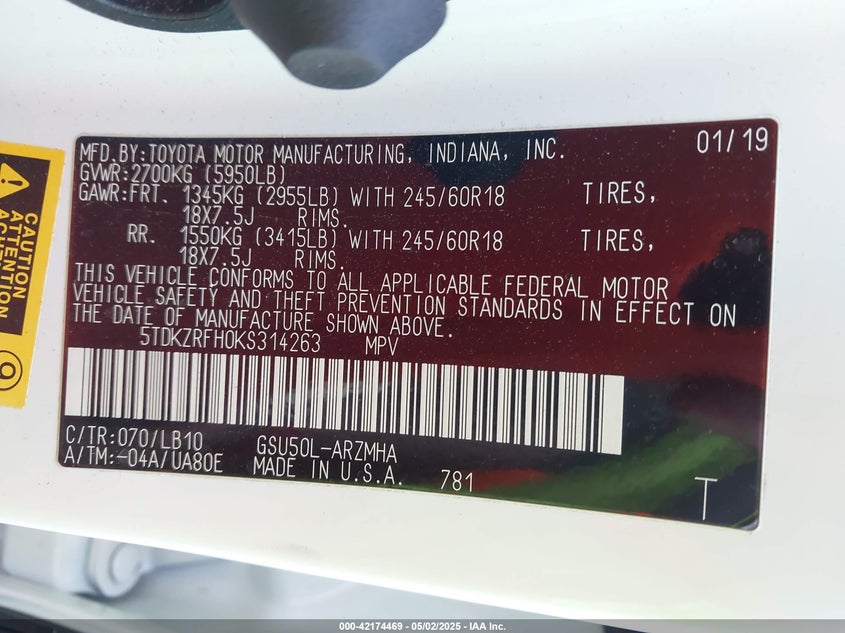 MFD.BY:TOYOTA MOTOR MANUFACTURING, INDIANA, INC. 01/19
GVWR:2700KG (5950LB)
GAWR:FRT. 1345KG (2955LB) WITH 245/60R18 TIRES,
18X7.5J RIMS.
RR. 1550KG (3415LB) WITH 245/60R18 TIRES,
18X7.5J RIMS.
THIS VEHICLE CONFORMS TO ALL APPLICABLE FEDERAL MOTOR
VEHICLE SAFETY AND THEFT PREVENTION STANDARDS IN EFFECT ON
THE DATE OF MANUFACTURE SHOWN ABOVE.
5TDKZRFH0KS314263 MPV
C/TR:070/LB10 GSU50L-ARZMHA
A/TM:-04A/UA80E MADE IN U.S.A. 781
T
CAUTION
ATTENTION
000-42174469 - 05/02/2025 - IAA Inc.